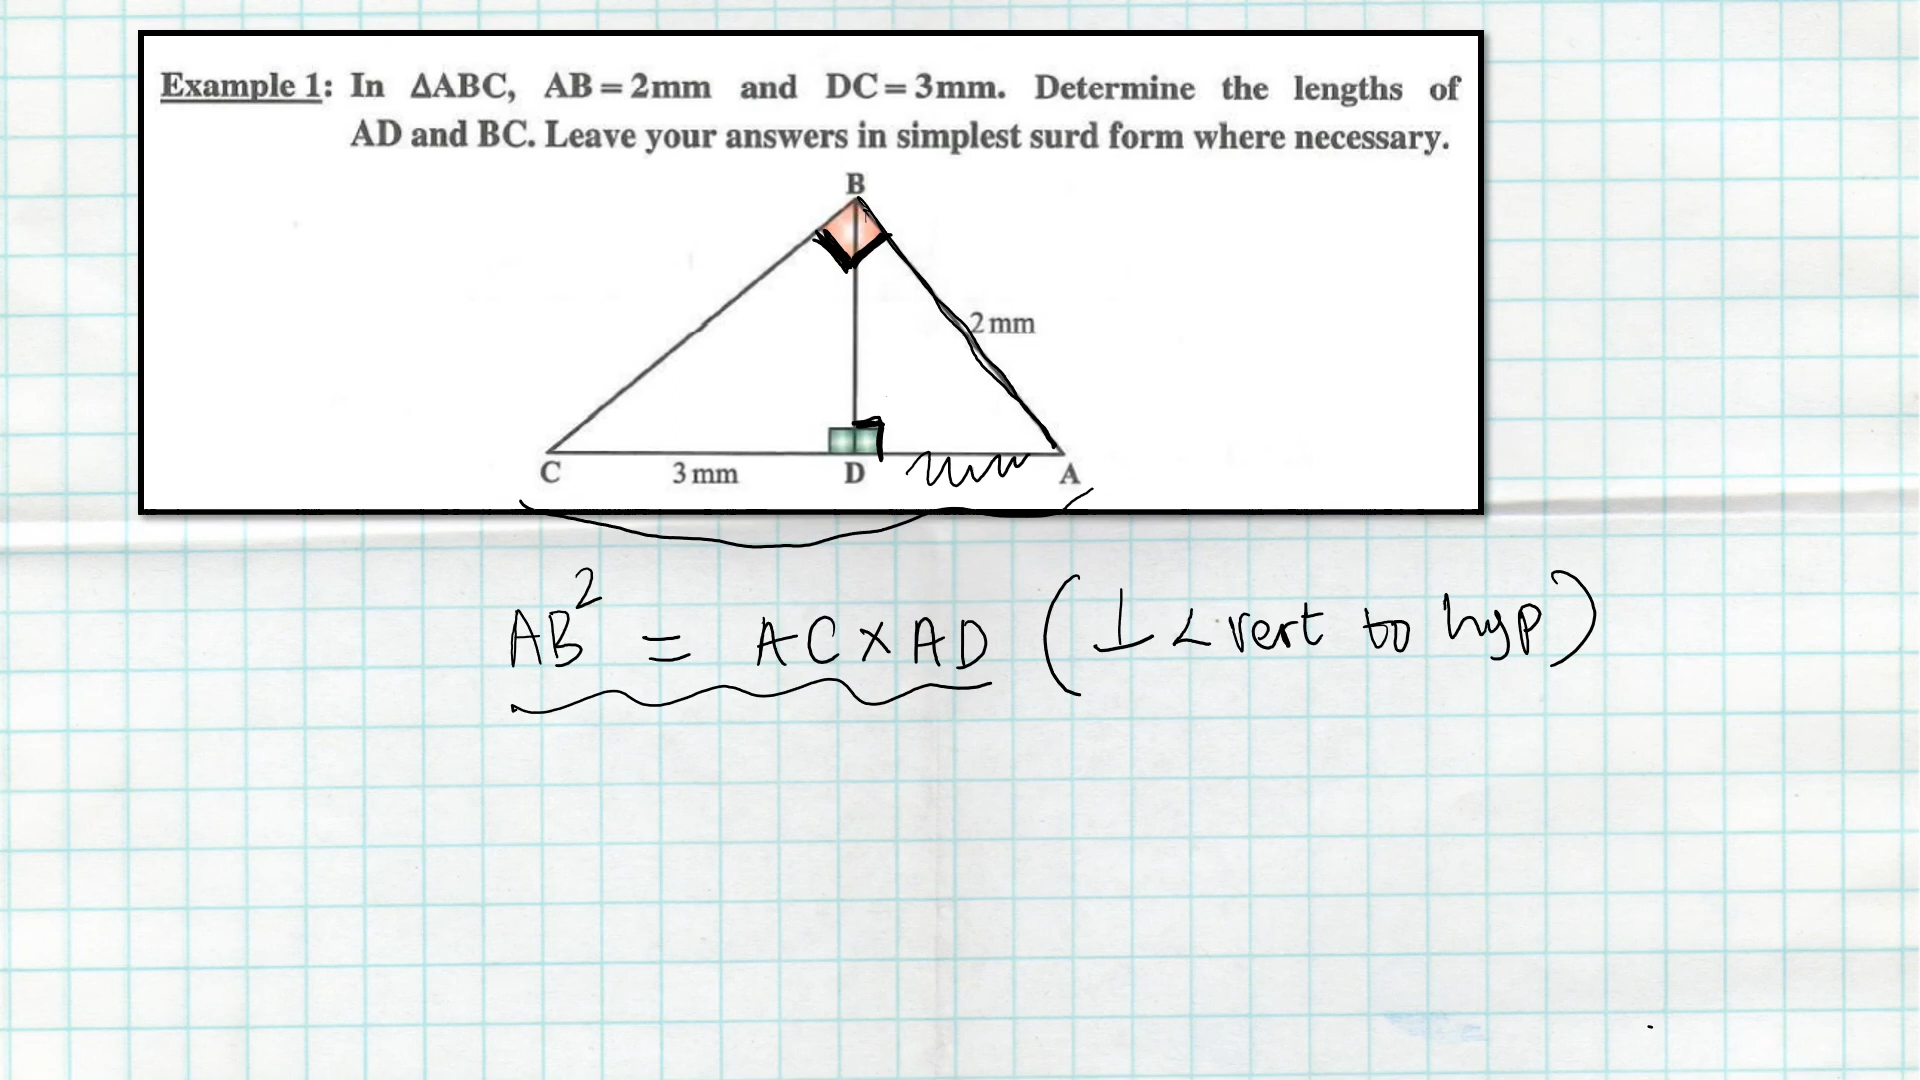 Example 1: In ΔABC, AB = 2mm and DC = 3mm. Determine the lengths of
AD and BC. Leave your answers in simplest surd form where necessary.
B
2 mm
C 3 mm D A
AB² = AC × AD (⊥ < vert to hyp)